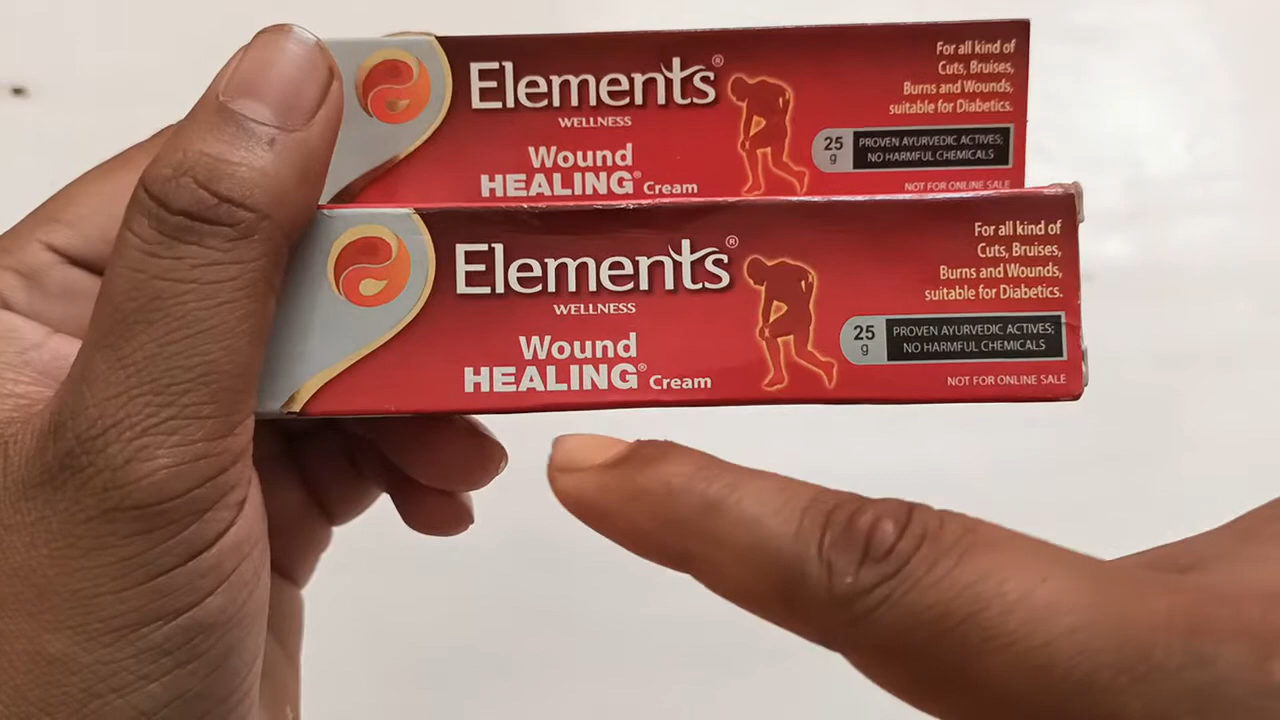 Elements®
WELLNESS
Wound
HEALING® Cream
For all kind of
Cuts, Bruises,
Burns and Wounds,
suitable for Diabetics.
25
g
PROVEN AYURVEDIC ACTIVES;
NO HARMFUL CHEMICALS
NOT FOR ONLINE SALE
Elements®
WELLNESS
Wound
HEALING® Cream
For all kind of
Cuts, Bruises,
Burns and Wounds,
suitable for Diabetics.
25
g
PROVEN AYURVEDIC ACTIVES;
NO HARMFUL CHEMICALS
NOT FOR ONLINE SALE